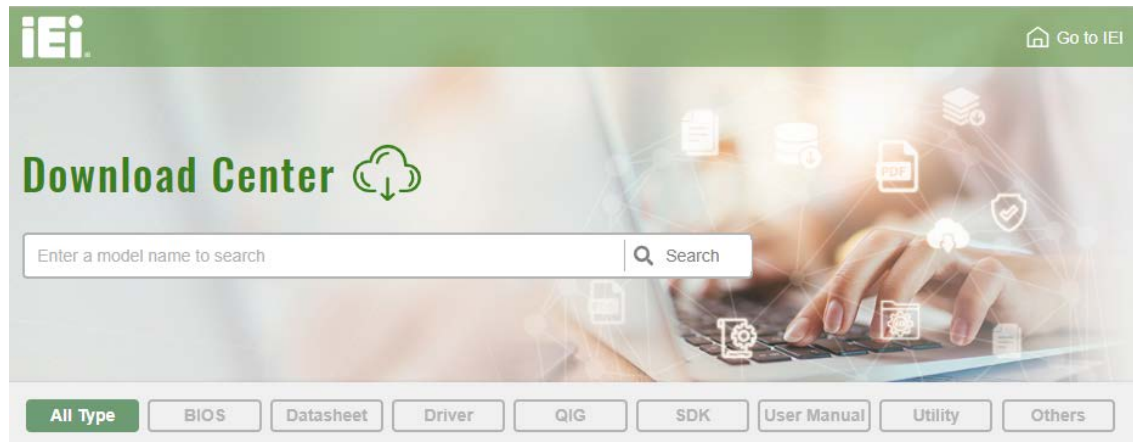 iEi.
Go to IEI
Download Center
Enter a model name to search
Search
PDF
All Type
BIOS
Datasheet
Driver
QIG
SDK
User Manual
Utility
Others